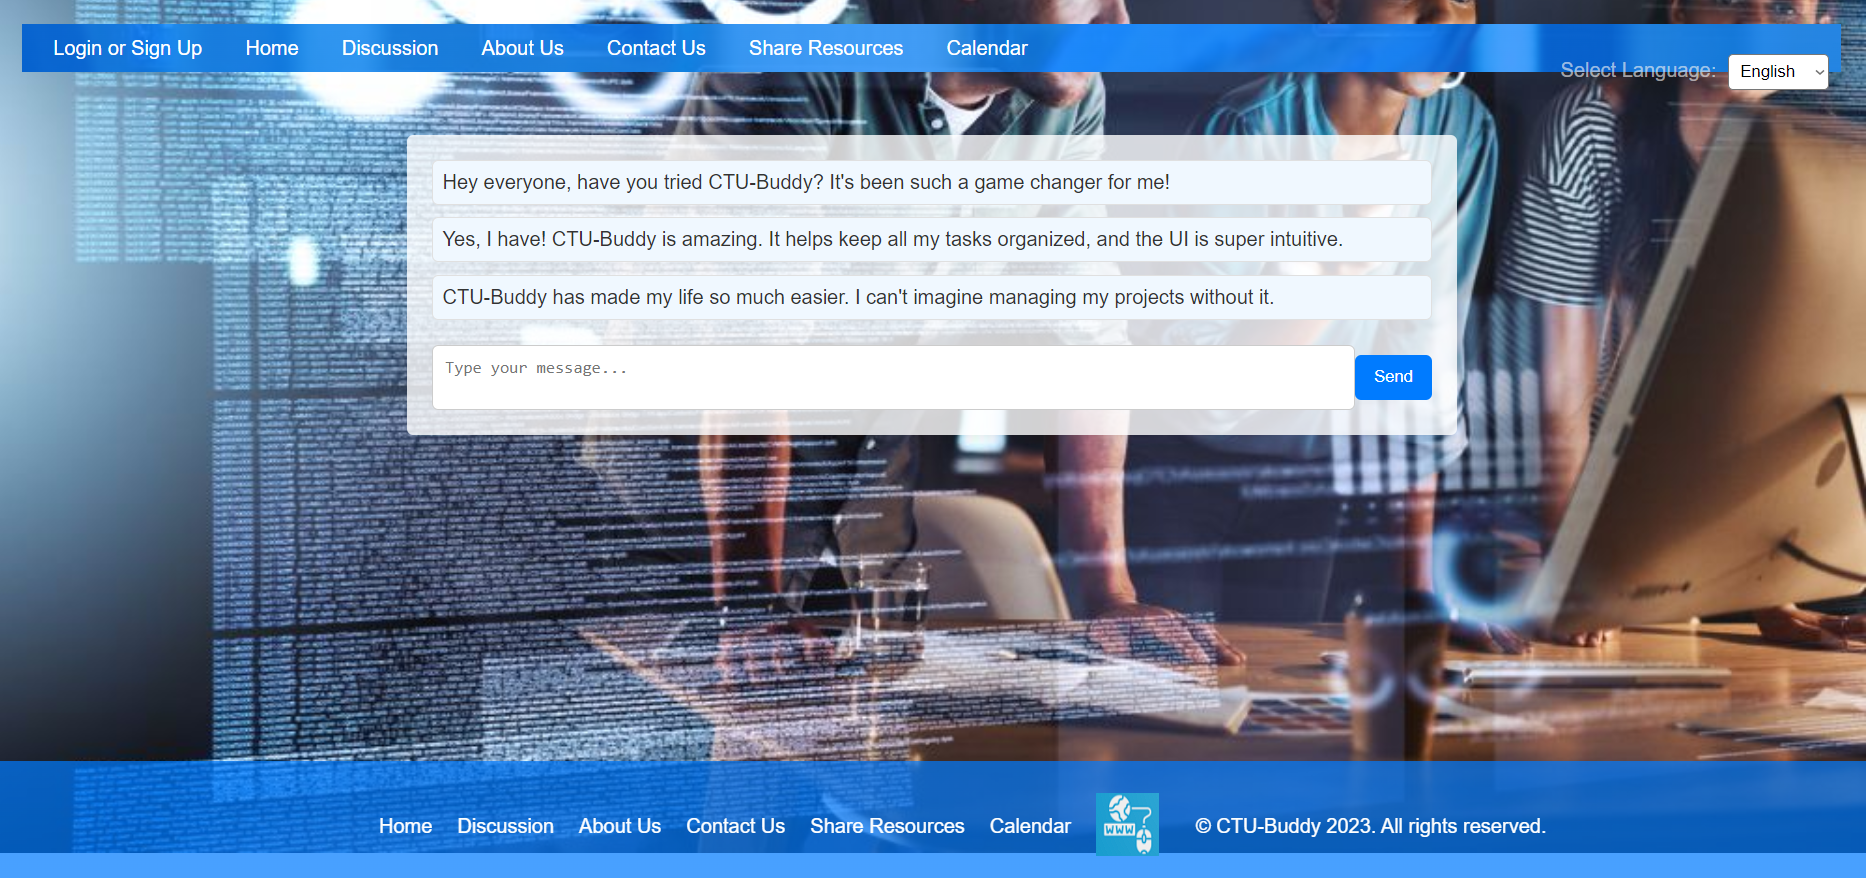 Login or Sign Up Home Discussion About Us Contact Us Share Resources Calendar
Select Language: English
Hey everyone, have you tried CTU-Buddy? It's been such a game changer for me!
Yes, I have! CTU-Buddy is amazing. It helps keep all my tasks organized, and the UI is super intuitive.
CTU-Buddy has made my life so much easier. I can't imagine managing my projects without it.
Type your message...
Send
Home Discussion About Us Contact Us Share Resources Calendar WWW ? © CTU-Buddy 2023. All rights reserved.